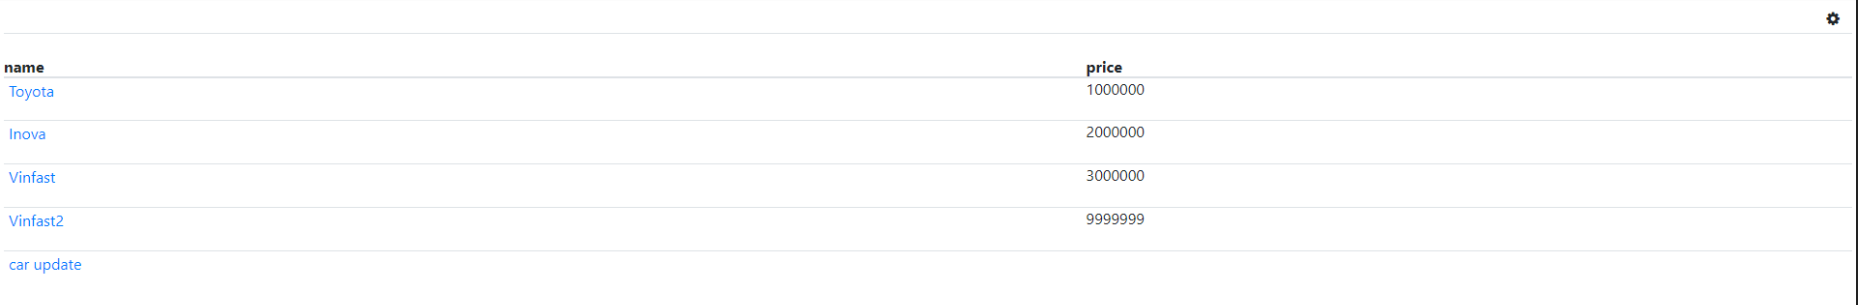 name price
Toyota 1000000
Inova 2000000
Vinfast 3000000
Vinfast2 9999999
car update